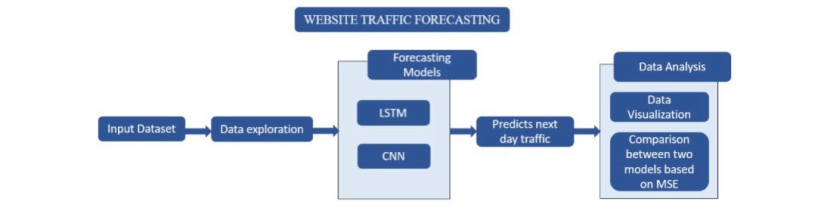 WEBSITE TRAFFIC FORECASTING
Input Dataset
Data exploration
Forecasting
Models
LSTM
CNN
Predicts next
day traffic
Data Analysis
Data
Visualization
Comparison
between two
models based
on MSE